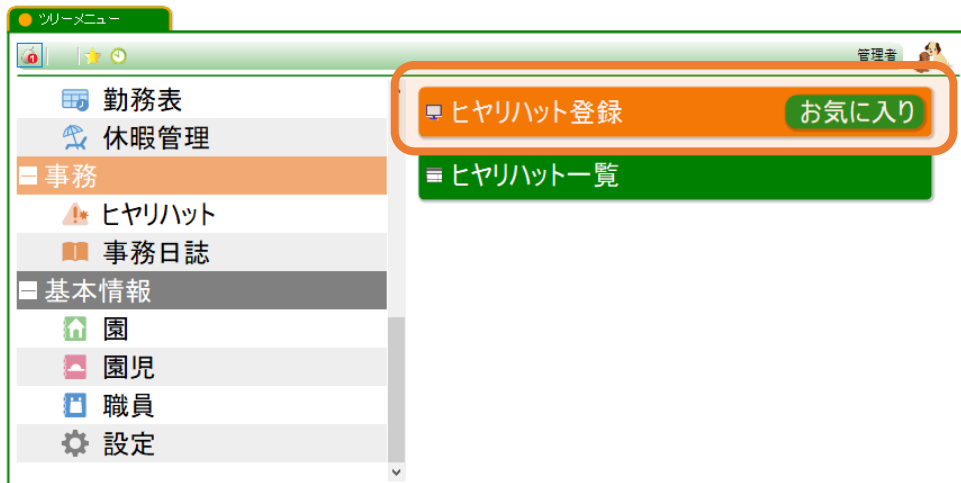 ツリーメニュー
管理者
勤務表
休暇管理
事務
ヒヤリハット
事務日誌
基本情報
園
園児
職員
設定
ヒヤリハット登録 お気に入り
ヒヤリハット一覧